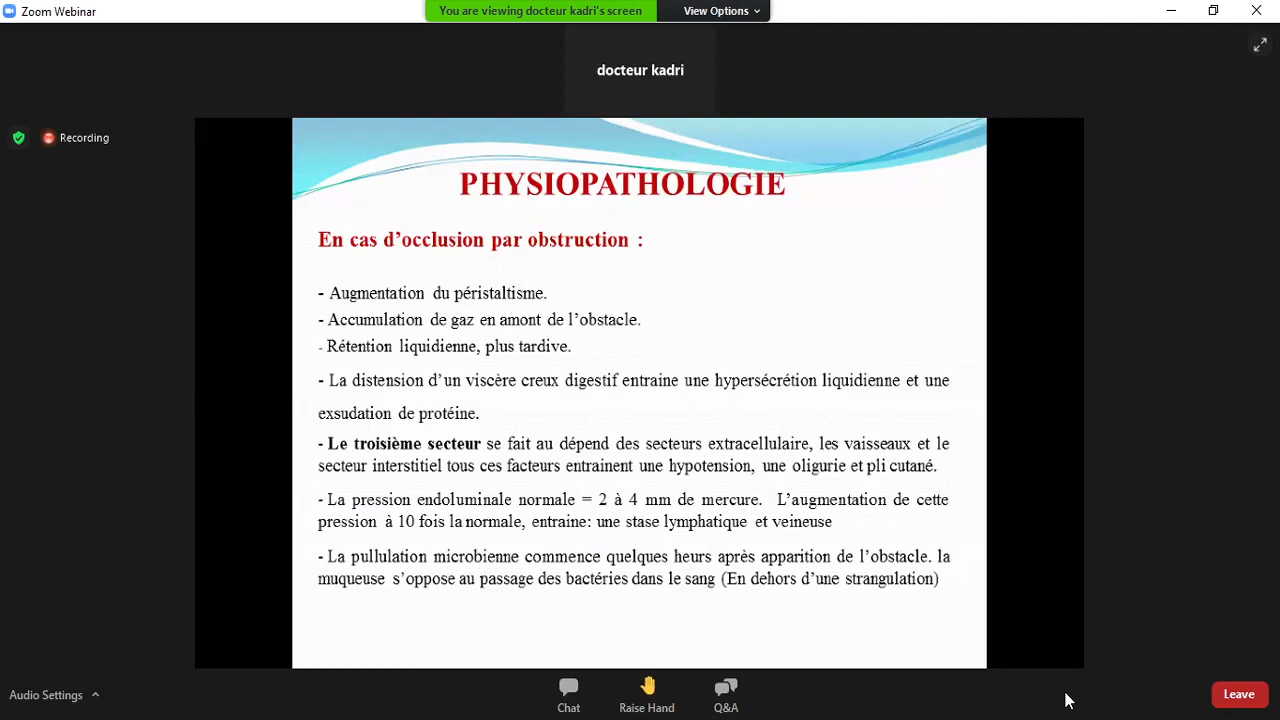 Zoom Webinar
You are viewing docteur kadri's screen
View Options
docteur kadri
Recording
PHYSIOPATHOLOGIE
En cas d’occlusion par obstruction :
- Augmentation du péristaltisme.
- Accumulation de gaz en amont de l’obstacle.
- Rétention liquidienne, plus tardive.
- La distension d’un viscère creux digestif entraine une hypersécrétion liquidienne et une
exsudation de protéine.
- Le troisième secteur se fait au dépend des secteurs extracellulaire, les vaisseaux et le
secteur interstitiel tous ces facteurs entrainent une hypotension, une oligurie et pli cutané.
- La pression endoluminale normale = 2 à 4 mm de mercure. L’augmentation de cette
pression à 10 fois la normale, entraine: une stase lymphatique et veineuse
- La pullulation microbienne commence quelques heurs après apparition de l’obstacle. la
muqueuse s’oppose au passage des bactéries dans le sang (En dehors d’une strangulation)
Audio Settings
Chat
Raise Hand
Q&A
Leave